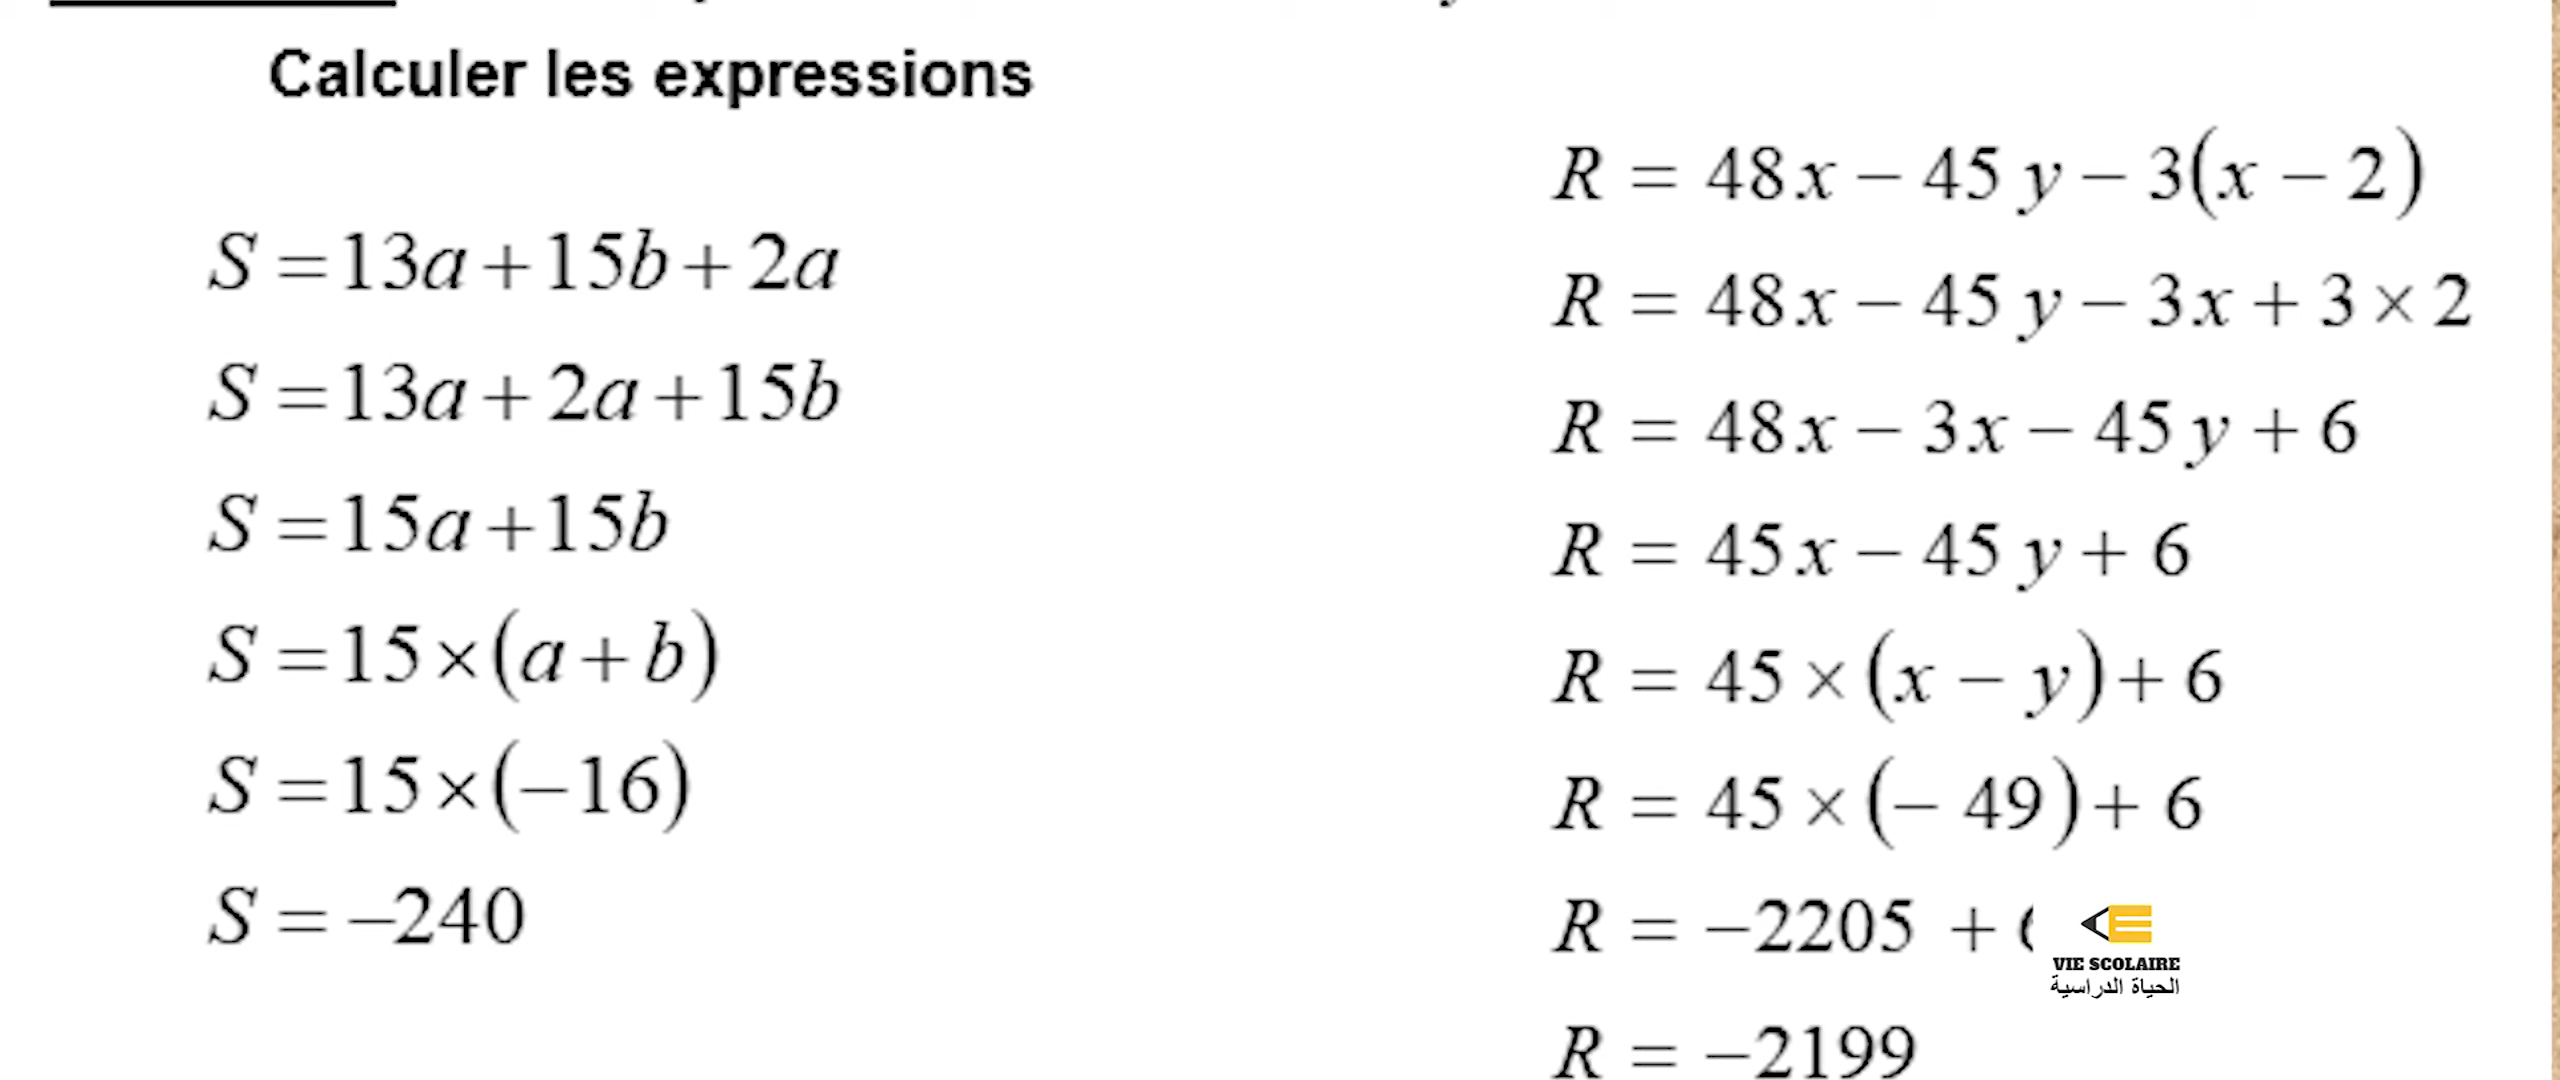 Calculer les expressions
S = 13a + 15b + 2a
S = 13a + 2a + 15b
S = 15a + 15b
S = 15 × (a + b)
S = 15 × (−16)
S = −240
R = 48x − 45y − 3(x − 2)
R = 48x − 45y − 3x + 3 × 2
R = 48x − 3x − 45y + 6
R = 45x − 45y + 6
R = 45 × (x − y) + 6
R = 45 × (− 49) + 6
R = −2205 +
R = −2199
VIE SCOLAIRE
الحياة الدراسية